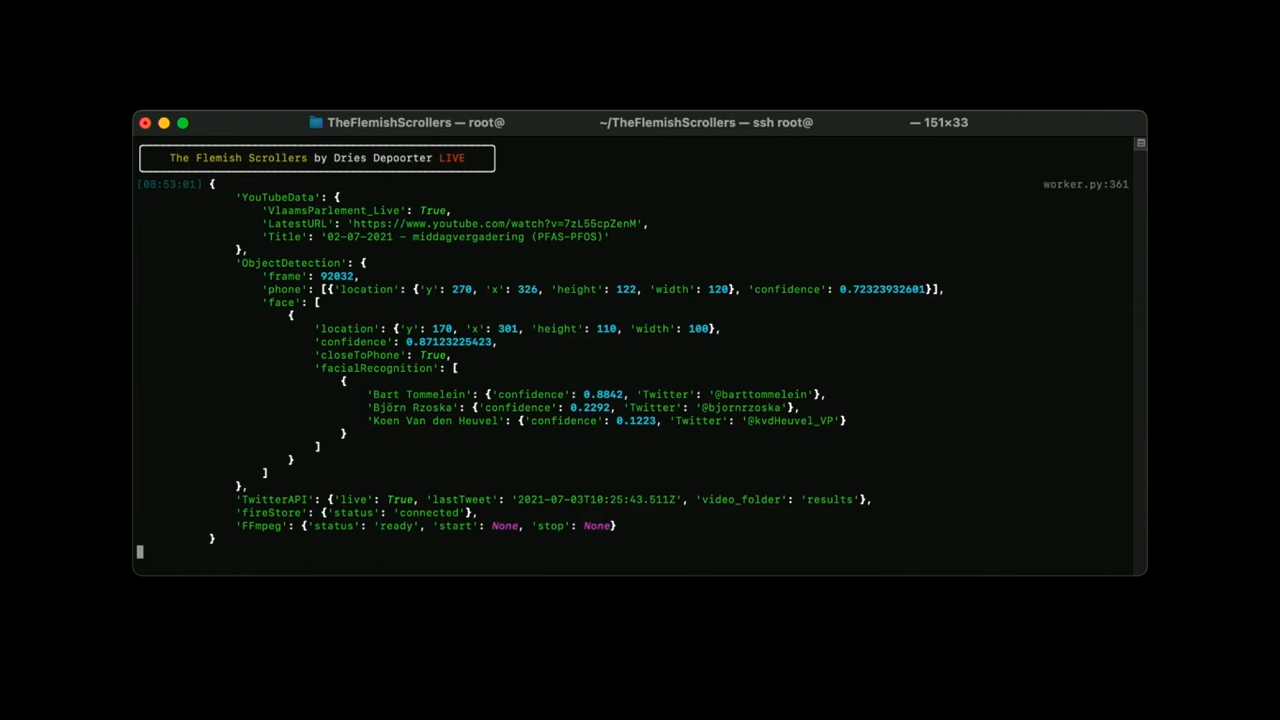 TheFlemishScrollers — root@ ~/TheFlemishScrollers — ssh root@ — 151×33
The Flemish Scrollers by Dries Depoorter LIVE
[08:53:01] { worker.py:361
'YouTubeData': {
'VlaamsParlement_Live': True,
'LatestURL': 'https://www.youtube.com/watch?v=7zL55cpZenM',
'Title': '02-07-2021 - middagvergadering (PFAS-PFOS)'
},
'ObjectDetection': {
'frame': 92032,
'phone': [{'location': {'y': 270, 'x': 326, 'height': 122, 'width': 120}, 'confidence': 0.72323932601}],
'face': [
{
'location': {'y': 170, 'x': 301, 'height': 110, 'width': 100},
'confidence': 0.87123225423,
'closeToPhone': True,
'facialRecognition': [
{
'Bart Tommelein': {'confidence': 0.8842, 'Twitter': '@barttommelein'},
'Björn Rzoska': {'confidence': 0.2292, 'Twitter': '@bjornrzoska'},
'Koen Van den Heuvel': {'confidence': 0.1223, 'Twitter': '@kvdHeuvel_VP'}
}
]
}
]
},
'TwitterAPI': {'live': True, 'lastTweet': '2021-07-03T10:25:43.511Z', 'video_folder': 'results'},
'fireStore': {'status': 'connected'},
'FFmpeg': {'status': 'ready', 'start': None, 'stop': None}
}